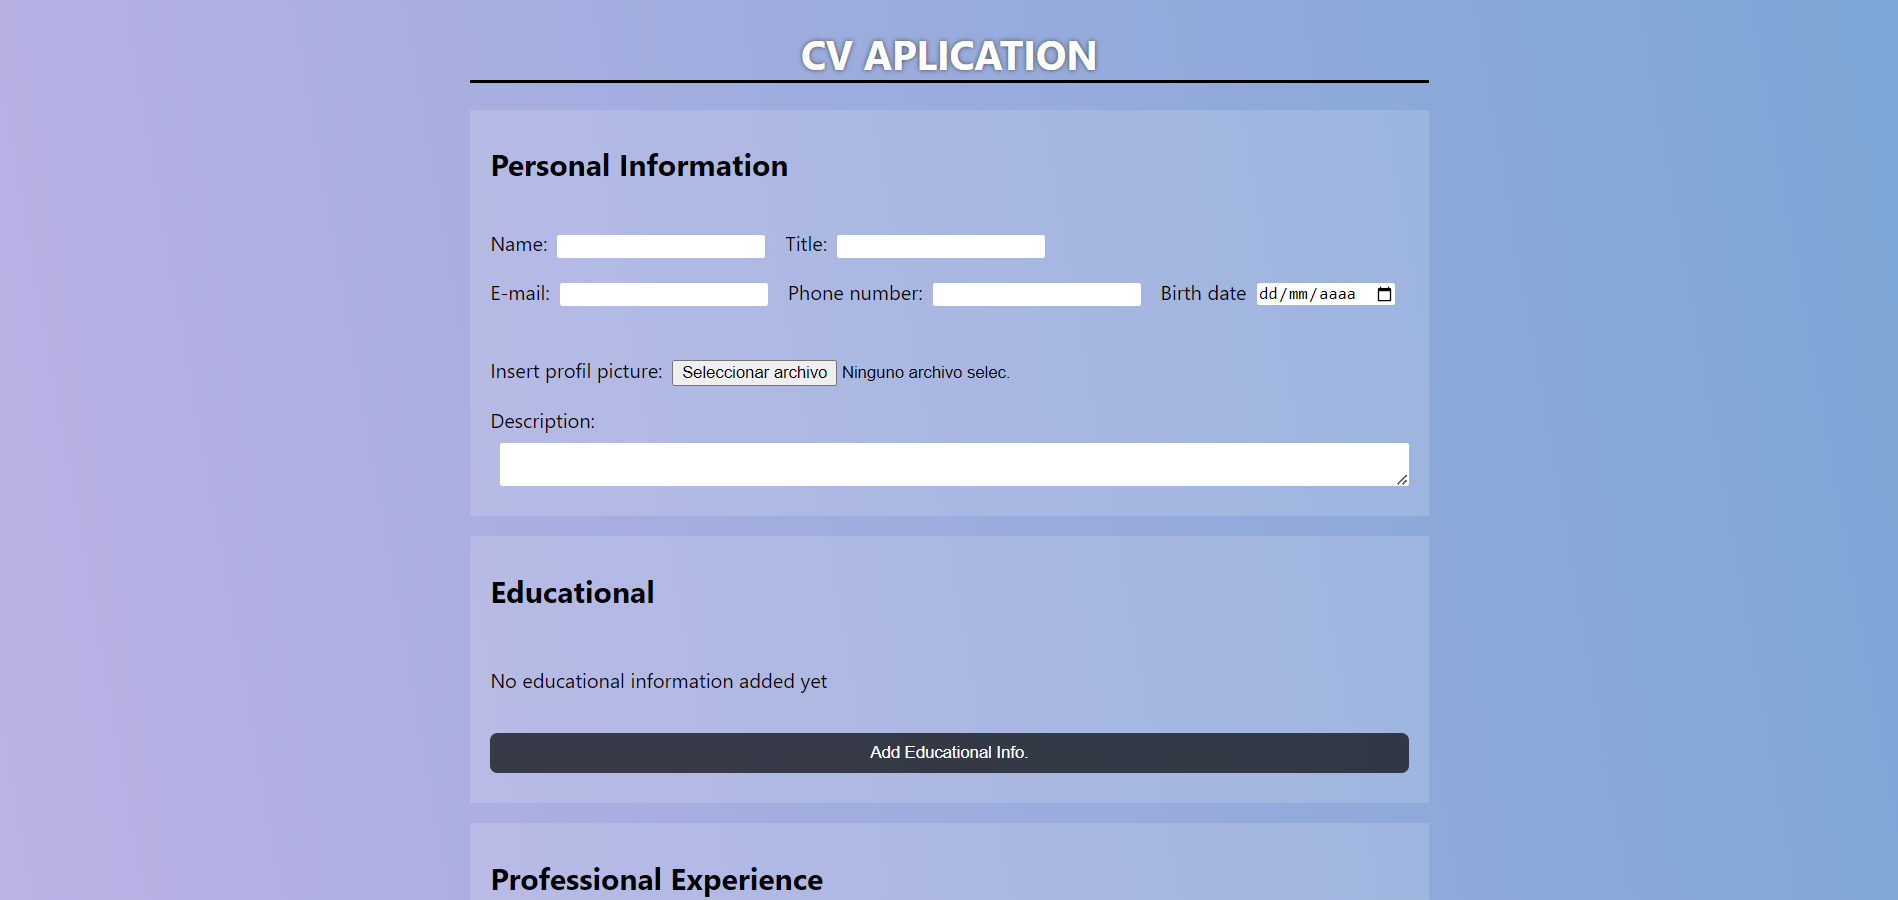 CV APLICATION
Personal Information
Name: Title:
E-mail: Phone number: Birth date dd/mm/aaaa
Insert profil picture: Seleccionar archivo Ninguno archivo selec.
Description:
Educational
No educational information added yet
Add Educational Info.
Professional Experience